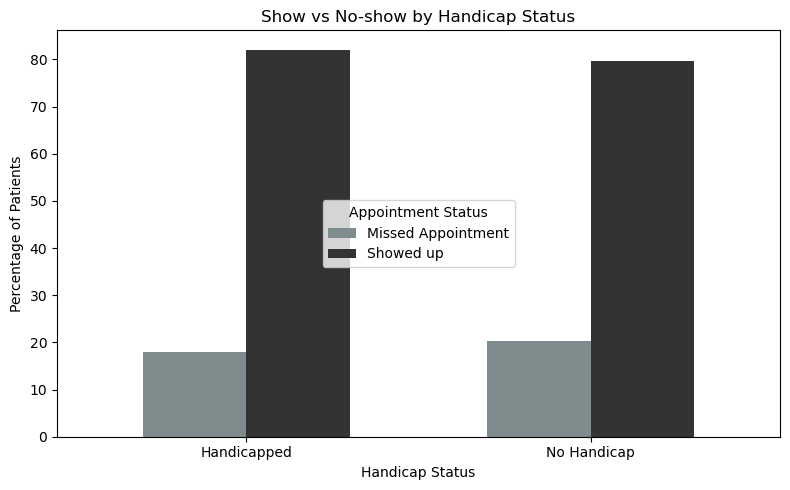 Show vs No-show by Handicap Status
Percentage of Patients
80
70
60
50
40
30
20
10
0
Appointment Status
Missed Appointment
Showed up
Handicapped
No Handicap
Handicap Status